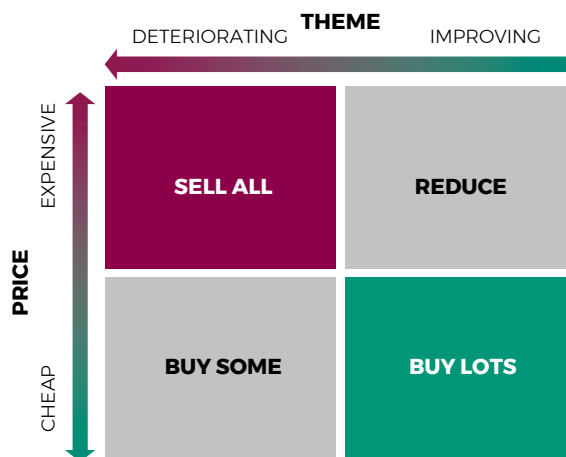 THEME
DETERIORATING
IMPROVING
PRICE
EXPENSIVE
CHEAP
SELL ALL
REDUCE
BUY SOME
BUY LOTS